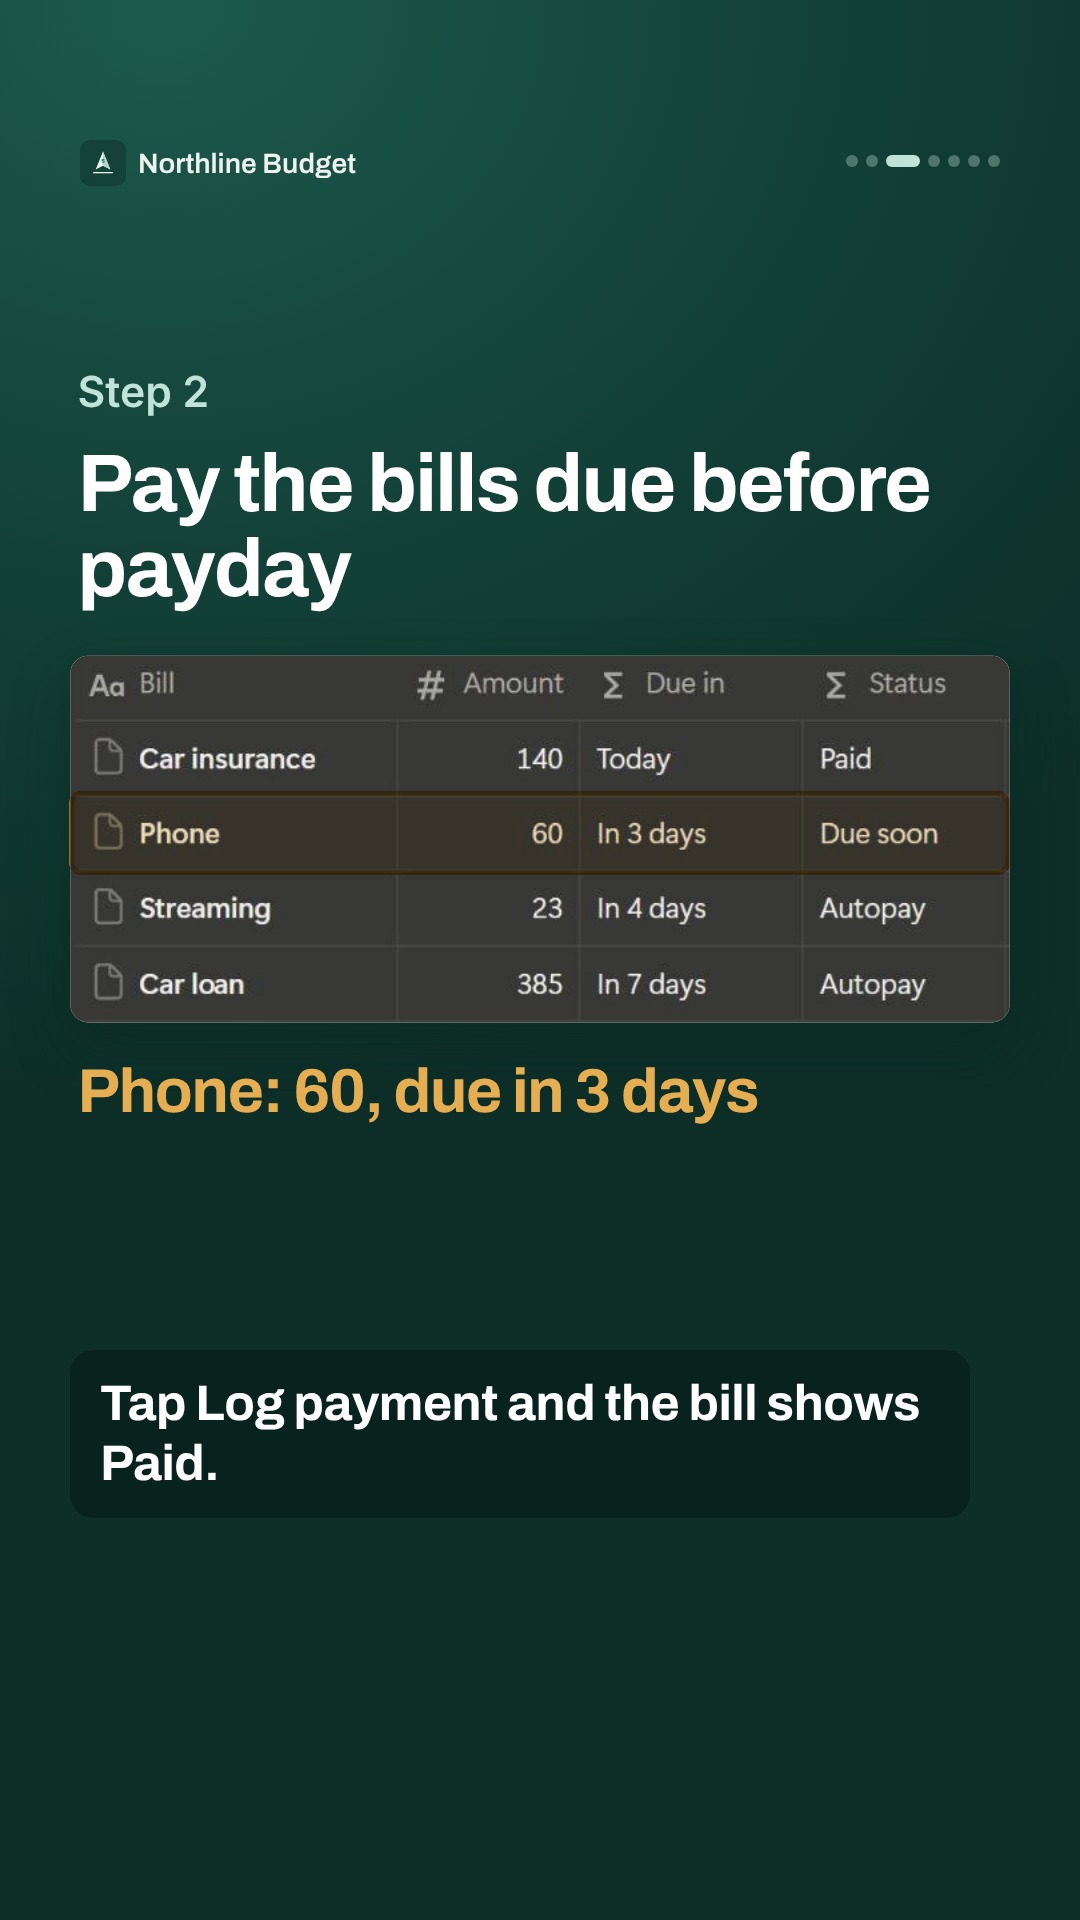 Northline Budget
Step 2
Pay the bills due before
payday
Aa Bill # Amount Σ Due in Σ Status
Car insurance 140 Today Paid
Phone 60 In 3 days Due soon
Streaming 23 In 4 days Autopay
Car loan 385 In 7 days Autopay
Phone: 60, due in 3 days
Tap Log payment and the bill shows
Paid.